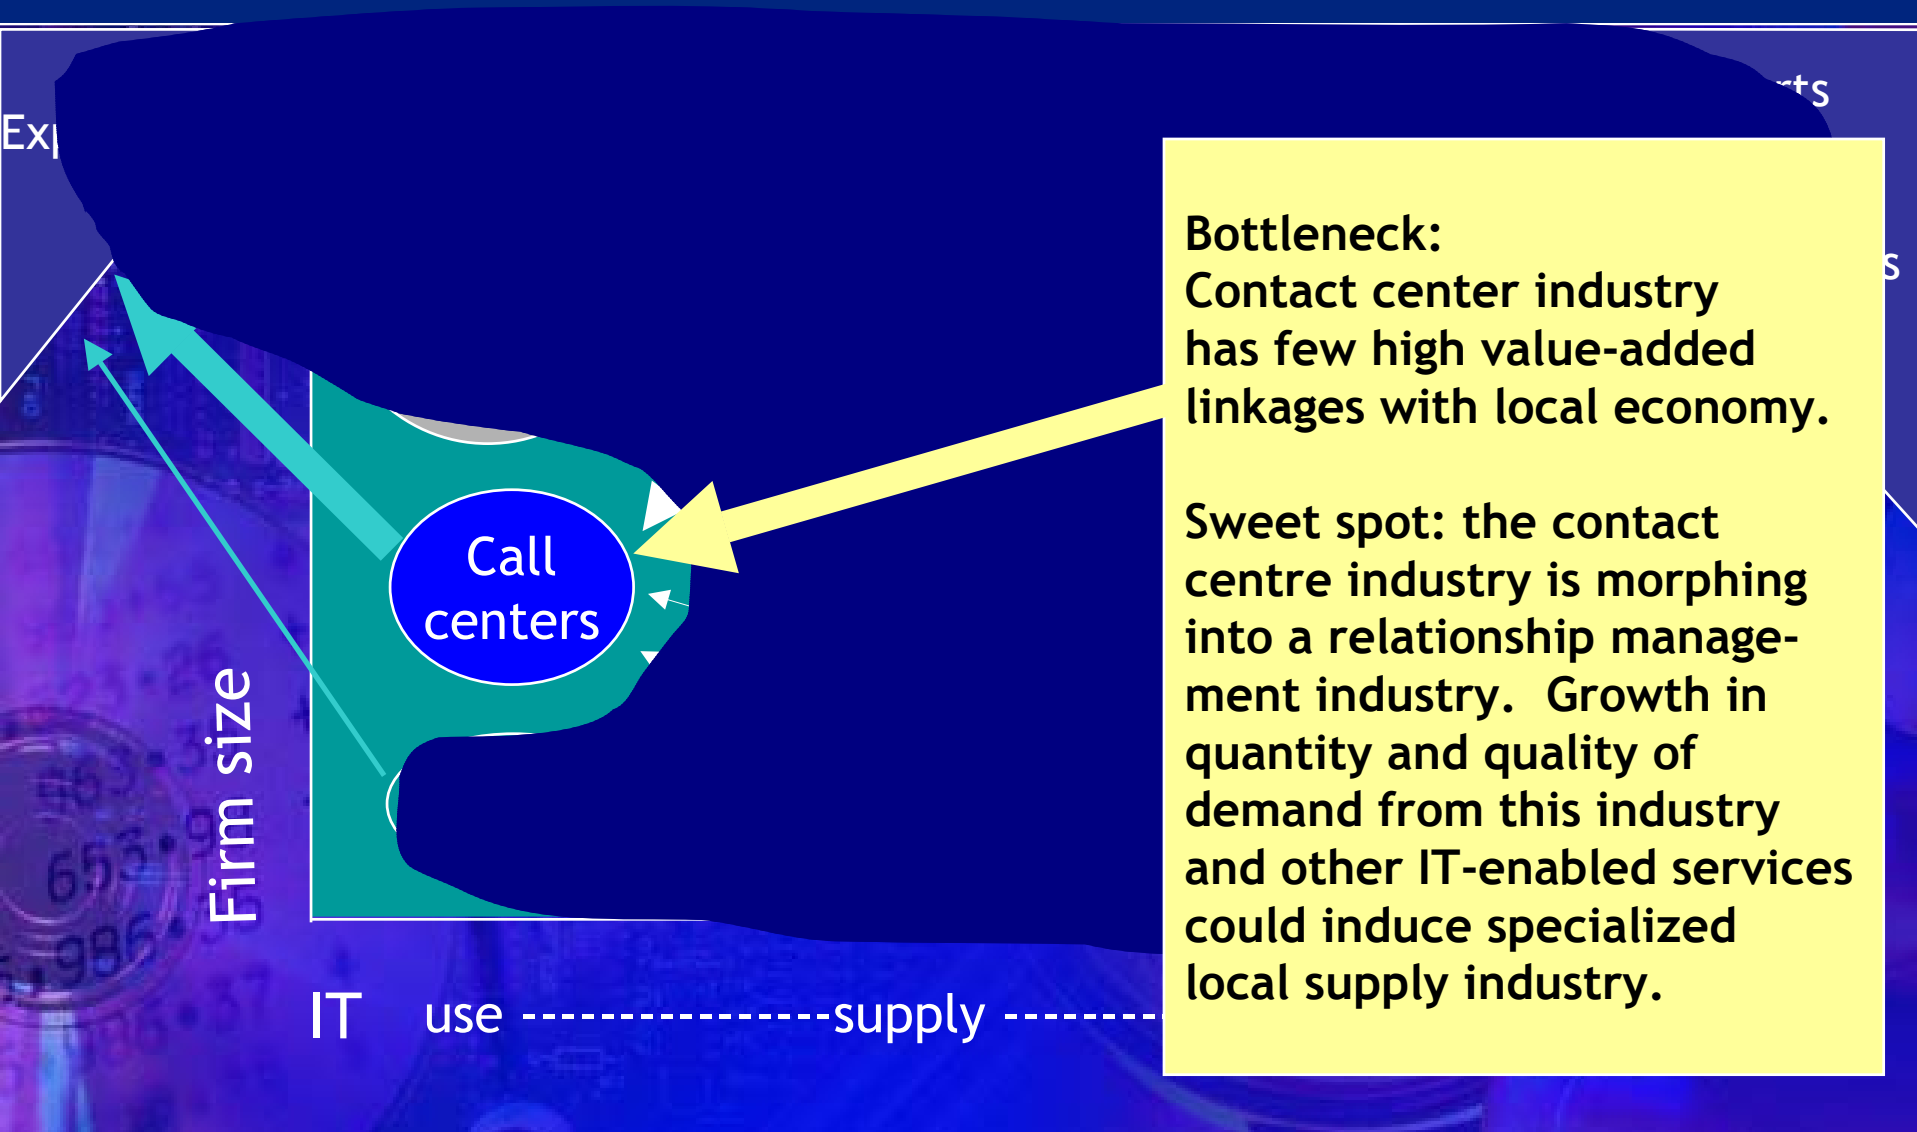 Bottleneck:
Contact center industry
has few high value-added
linkages with local economy.
Sweet spot: the contact
centre industry is morphing
into a relationship manage-
ment industry. Growth in
quantity and quality of
demand from this industry
and other IT-enabled services
could induce specialized
local supply industry.
Call
centers
Firm size
IT use supply